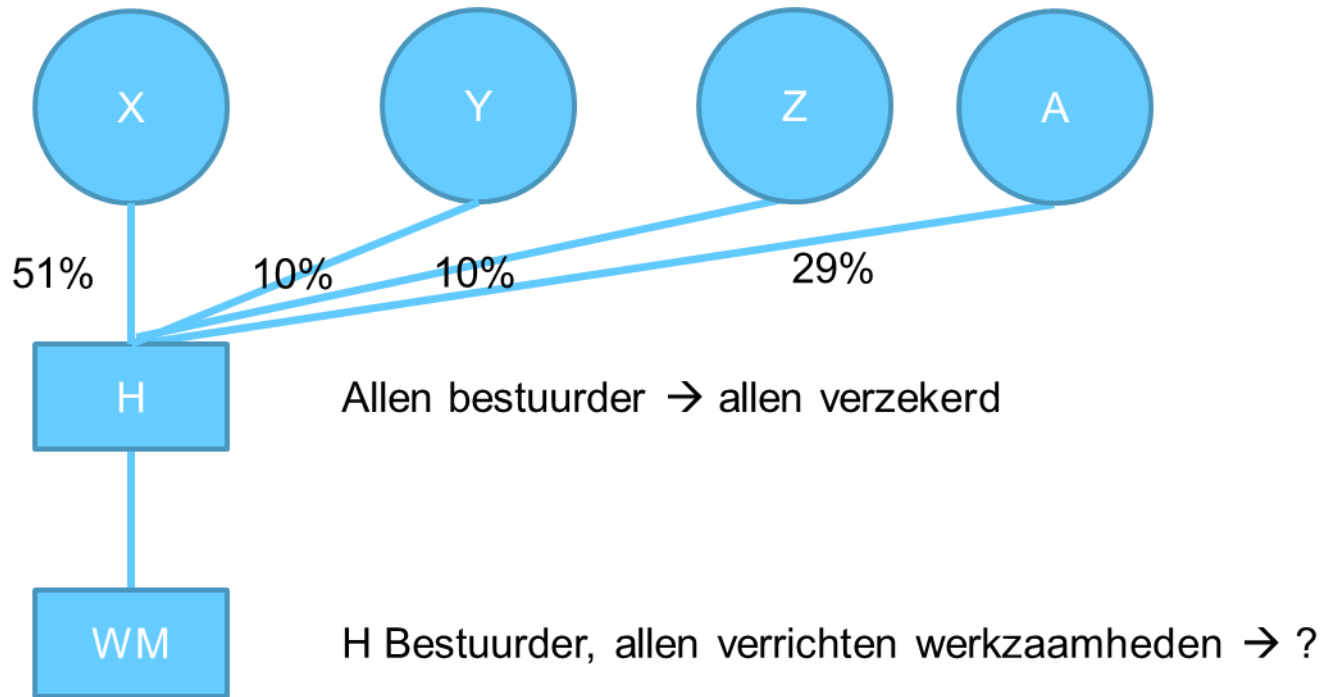 X
Y
Z
A
51%
10%
10%
29%
H
Allen bestuurder → allen verzekerd
WM
H Bestuurder, allen verrichten werkzaamheden → ?